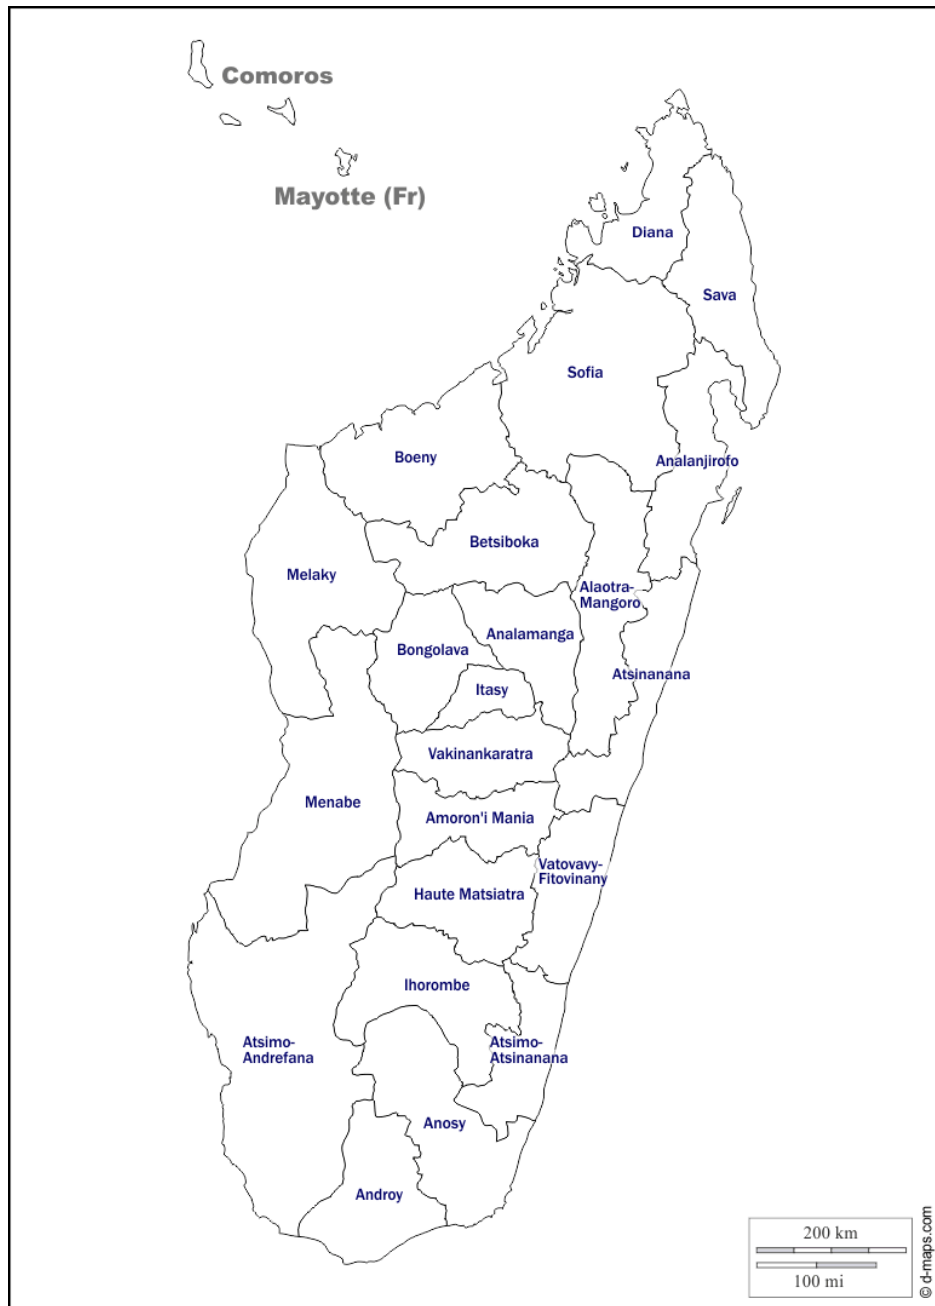 Comoros
Mayotte (Fr)
Diana
Sava
Sofia
Boeny
Analanjirofo
Betsiboka
Melaky
Alaotra-
Mangoro
Analamanga
Bongolava
Atsinanana
Itasy
Vakinankaratra
Menabe
Amoron'i Mania
Vatovavy-
Fitovinany
Haute Matsiatra
Ihorombe
Atsimo-
Andrefana
Atsimo-
Atsinanana
Anosy
Androy
200 km
100 mi
© d-maps.com